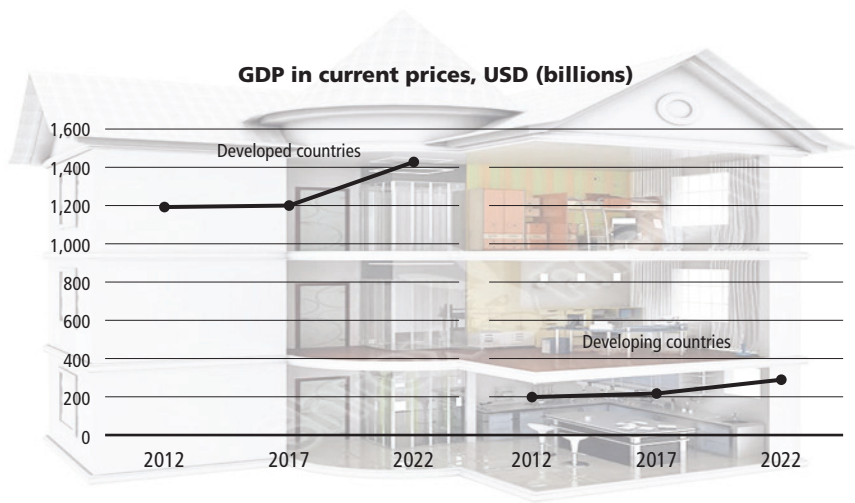 GDP in current prices, USD (billions)
1,600
Developed countries
1,400
1,200
1,000
800
600
Developing countries
400
200
0
2012 2017 2022 2012 2017 2022